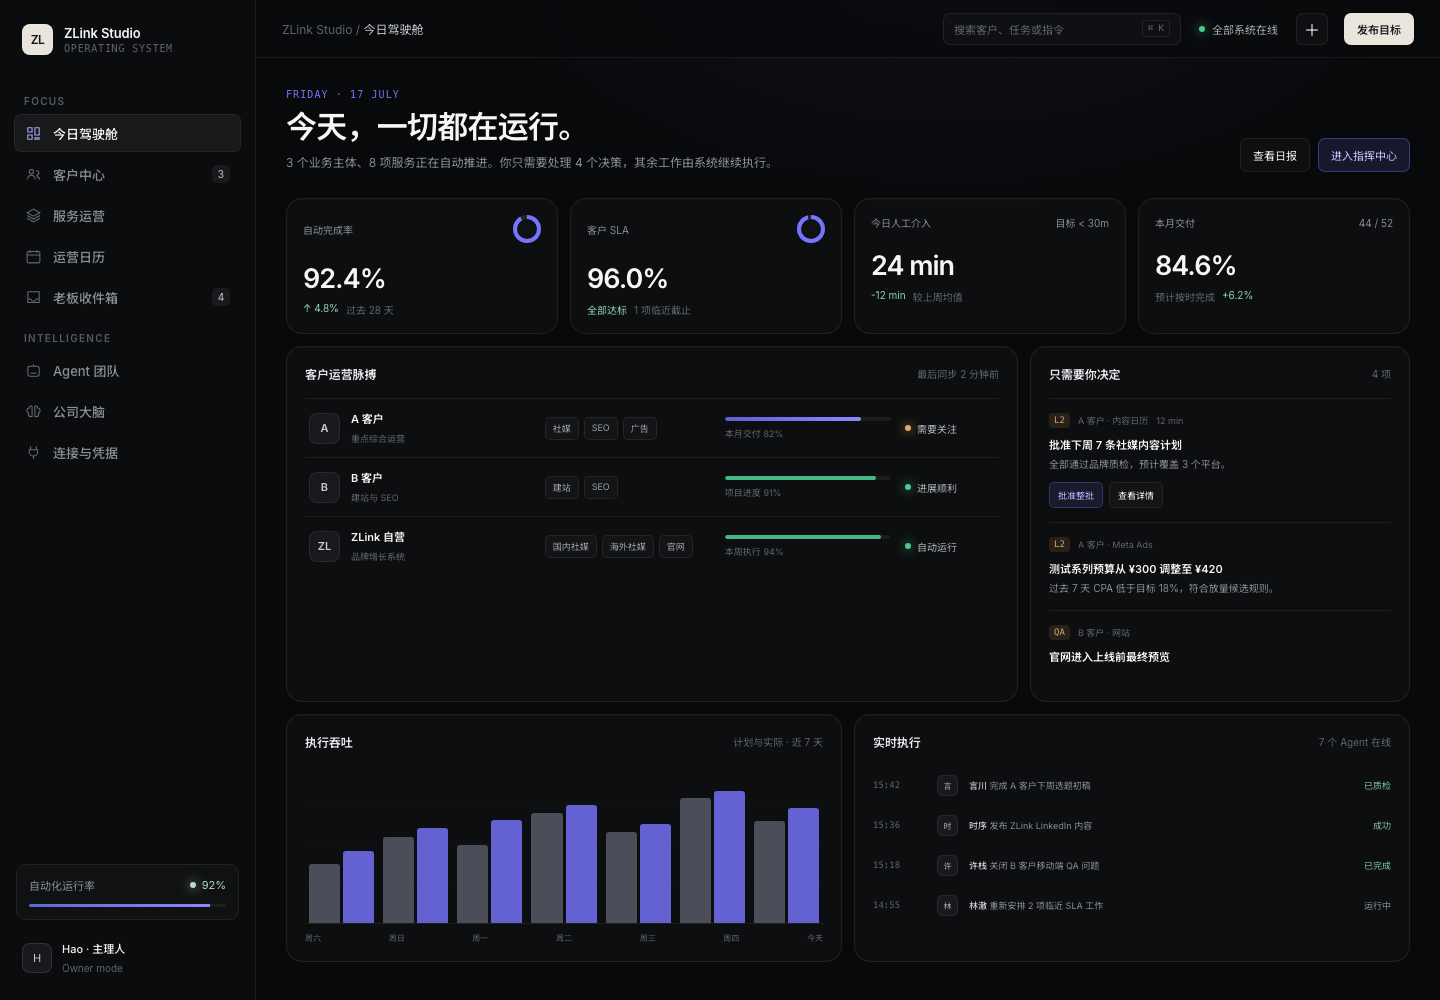 ZL
ZLink Studio
OPERATING SYSTEM
FOCUS
今日驾驶舱
客户中心 3
服务运营
运营日历
老板收件箱 4
INTELLIGENCE
Agent 团队
公司大脑
连接与凭据
自动化运行率 92%
H
Hao · 主理人
Owner mode
ZLink Studio / 今日驾驶舱
搜索客户、任务或指令 ⌘ K
全部系统在线
发布目标
FRIDAY · 17 JULY
今天，一切都在运行。
3 个业务主体、8 项服务正在自动推进。你只需要处理 4 个决策，其余工作由系统继续执行。
查看日报
进入指挥中心
自动完成率
92.4%
↑ 4.8% 过去 28 天
客户 SLA
96.0%
全部达标 1 项临近截止
今日人工介入 目标 < 30m
24 min
-12 min 较上周均值
本月交付 44 / 52
84.6%
预计按时完成 +6.2%
客户运营脉搏 最后同步 2 分钟前
A
A 客户
重点综合运营
社媒 SEO 广告
本月交付 82%
需要关注
B
B 客户
建站与 SEO
建站 SEO
项目进度 91%
进展顺利
ZL
ZLink 自营
品牌增长系统
国内社媒 海外社媒 官网
本周执行 94%
自动运行
只需要你决定 4 项
L2 A 客户 · 内容日历 12 min
批准下周 7 条社媒内容计划
全部通过品牌质检，预计覆盖 3 个平台。
批准整批 查看详情
L2 A 客户 · Meta Ads
测试系列预算从 ¥300 调整至 ¥420
过去 7 天 CPA 低于目标 18%，符合放量候选规则。
QA B 客户 · 网站
官网进入上线前最终预览
执行吞吐 计划与实际 · 近 7 天
周六 周日 周一 周二 周三 周四 今天
实时执行 7 个 Agent 在线
15:42 言 言川 完成 A 客户下周选题初稿 已质检
15:36 时 时序 发布 ZLink LinkedIn 内容 成功
15:18 许 许栈 关闭 B 客户移动端 QA 问题 已完成
14:55 林 林澈 重新安排 2 项临近 SLA 工作 运行中